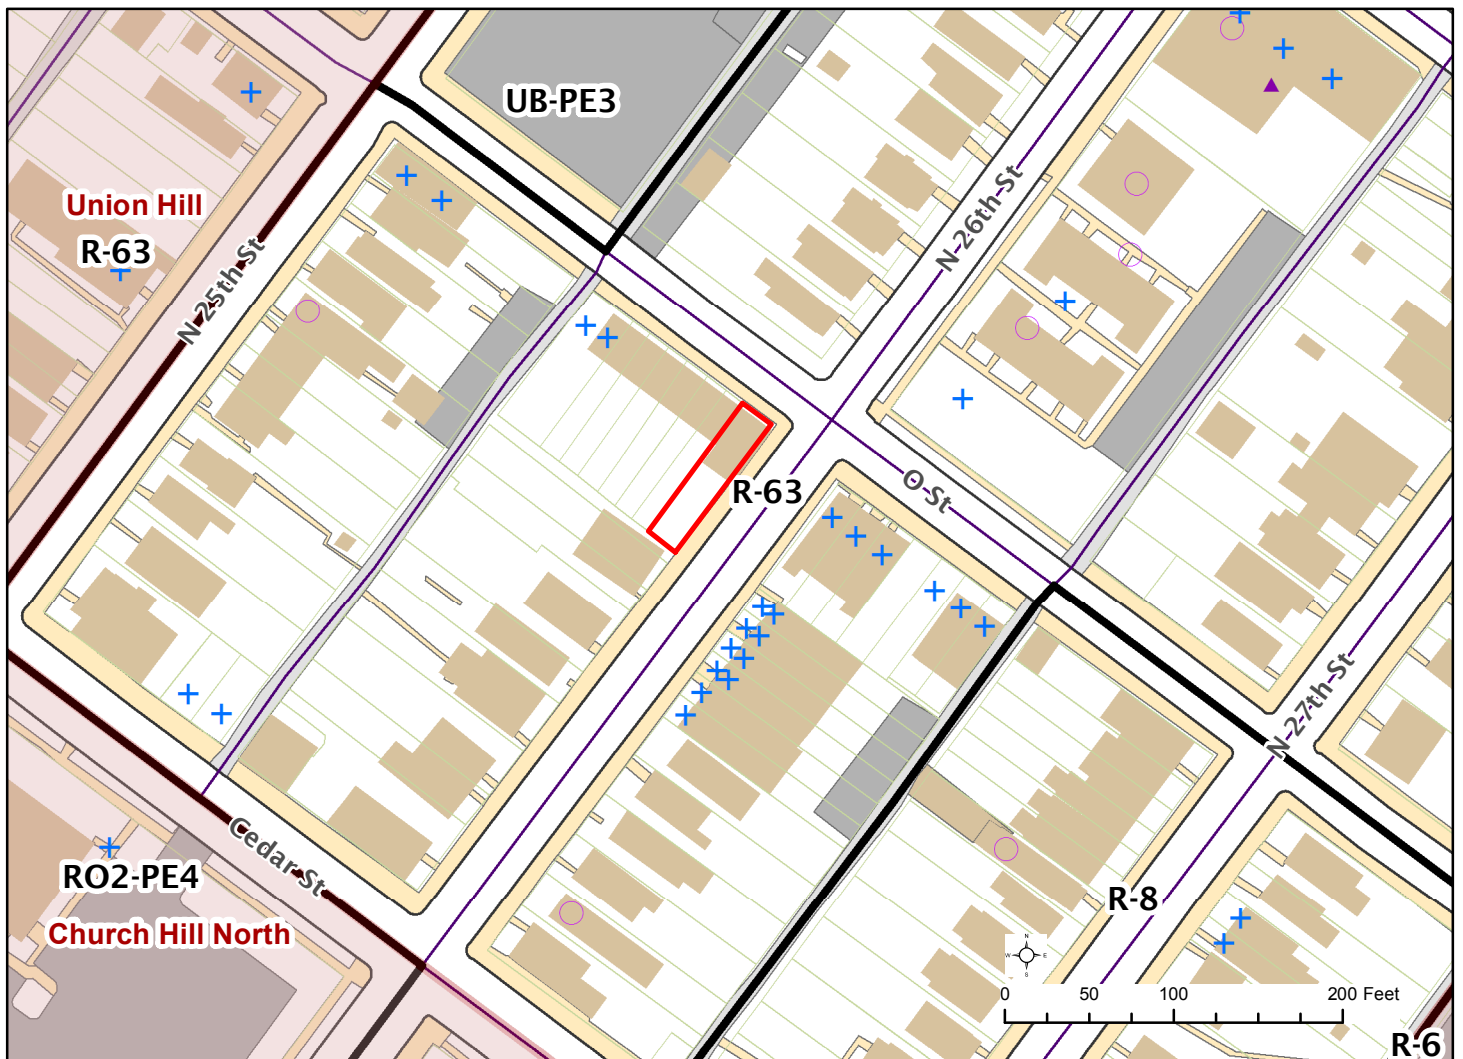 UB-PE3
Union Hill
R-63
N 25th St
N 26th St
R-63
O St
N 27th St
Cedar St
RO2-PE4
Church Hill North
R-8
N
W E
S
0 50 100 200 Feet
R-6